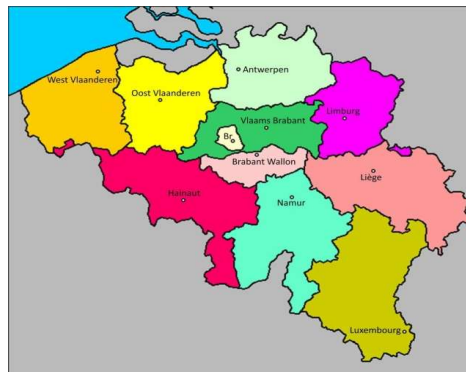 Antwerpen
West Vlaanderen
Oost Vlaanderen
Limburg
Vlaams Brabant
Br.
Brabant Wallon
Liège
Hainaut
Namur
Luxembourg